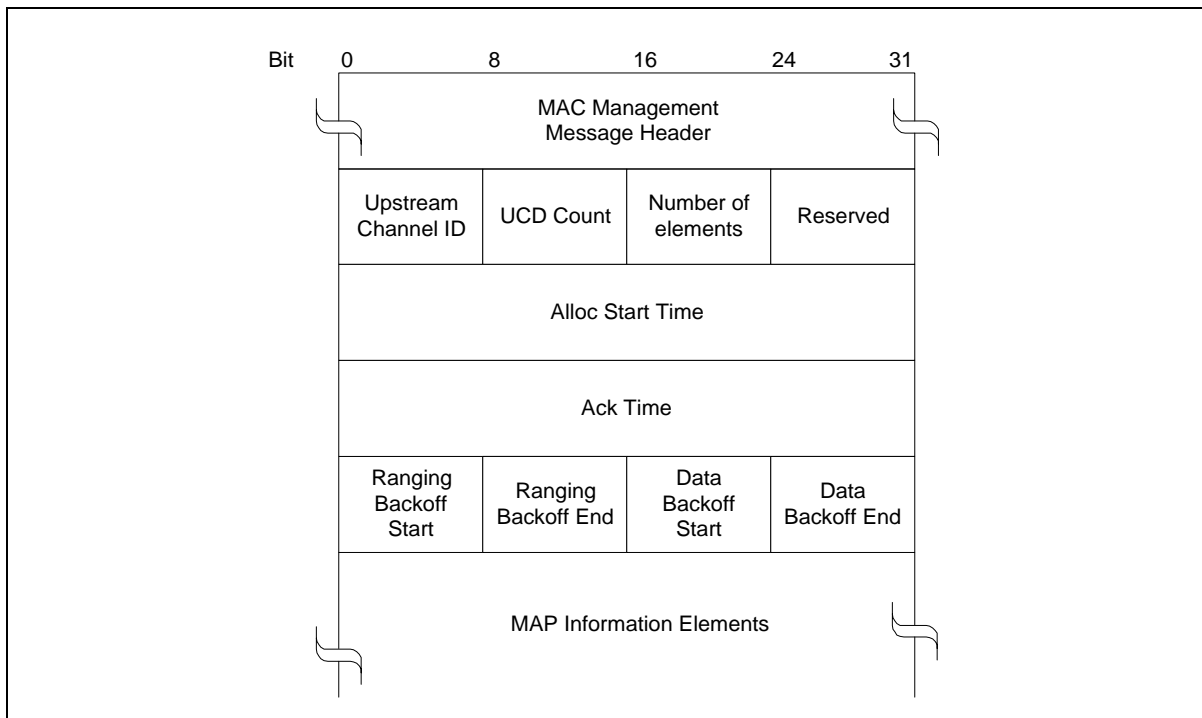 Bit 0 8 16 24 31
MAC Management
Message Header
Upstream
Channel ID
UCD Count
Number of
elements
Reserved
Alloc Start Time
Ack Time
Ranging
Backoff
Start
Ranging
Backoff End
Data
Backoff
Start
Data
Backoff End
MAP Information Elements